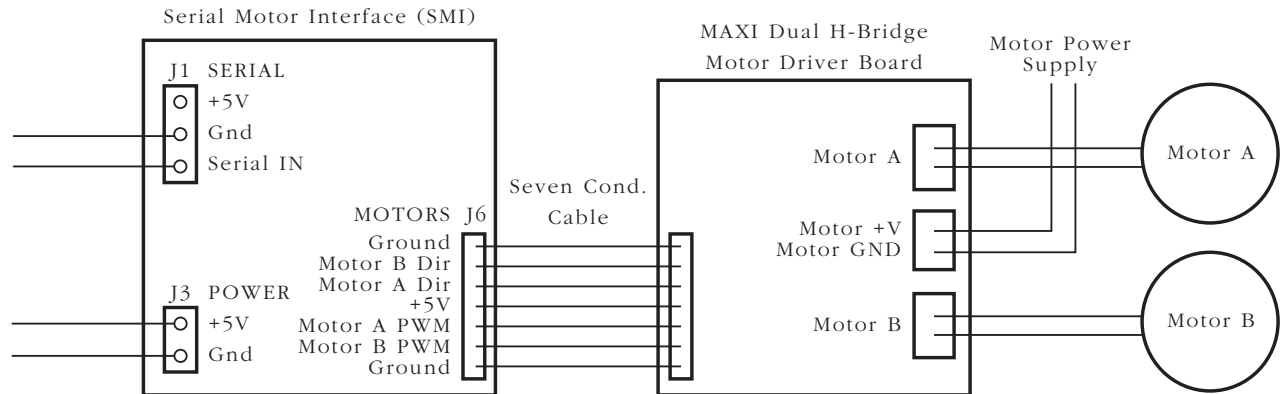 Serial Motor Interface (SMI)
J1 SERIAL
+5V
Gnd
Serial IN
MOTORS J6
Ground
Motor B Dir
Motor A Dir
+5V
Motor A PWM
Motor B PWM
Ground
J3 POWER
+5V
Gnd
Seven Cond.
Cable
MAXI Dual H-Bridge
Motor Driver Board
Motor A
Motor +V
Motor GND
Motor B
Motor Power
Supply
Motor A
Motor B